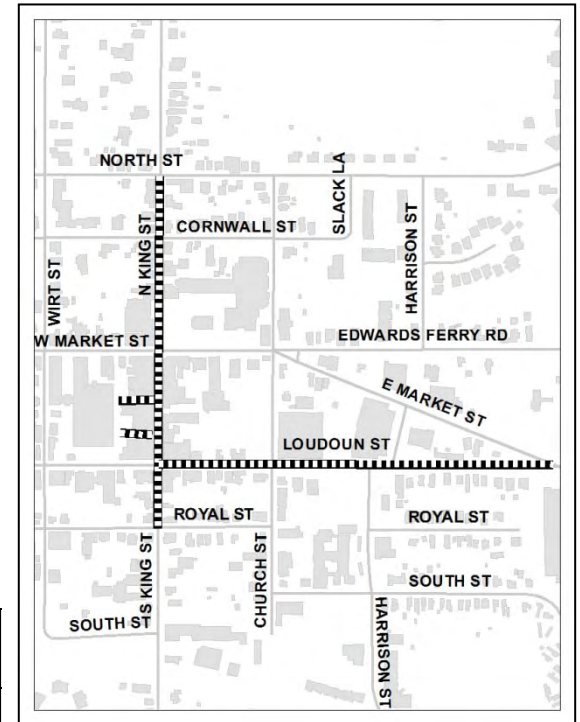 NORTH ST
SLACK LA
CORNWALL ST
HARRISON ST
N KING ST
WIRT ST
W MARKET ST
EDWARDS FERRY RD
E MARKET ST
LOUDOUN ST
ROYAL ST
ROYAL ST
S KING ST
CHURCH ST
SOUTH ST
SOUTH ST
HARRISON ST